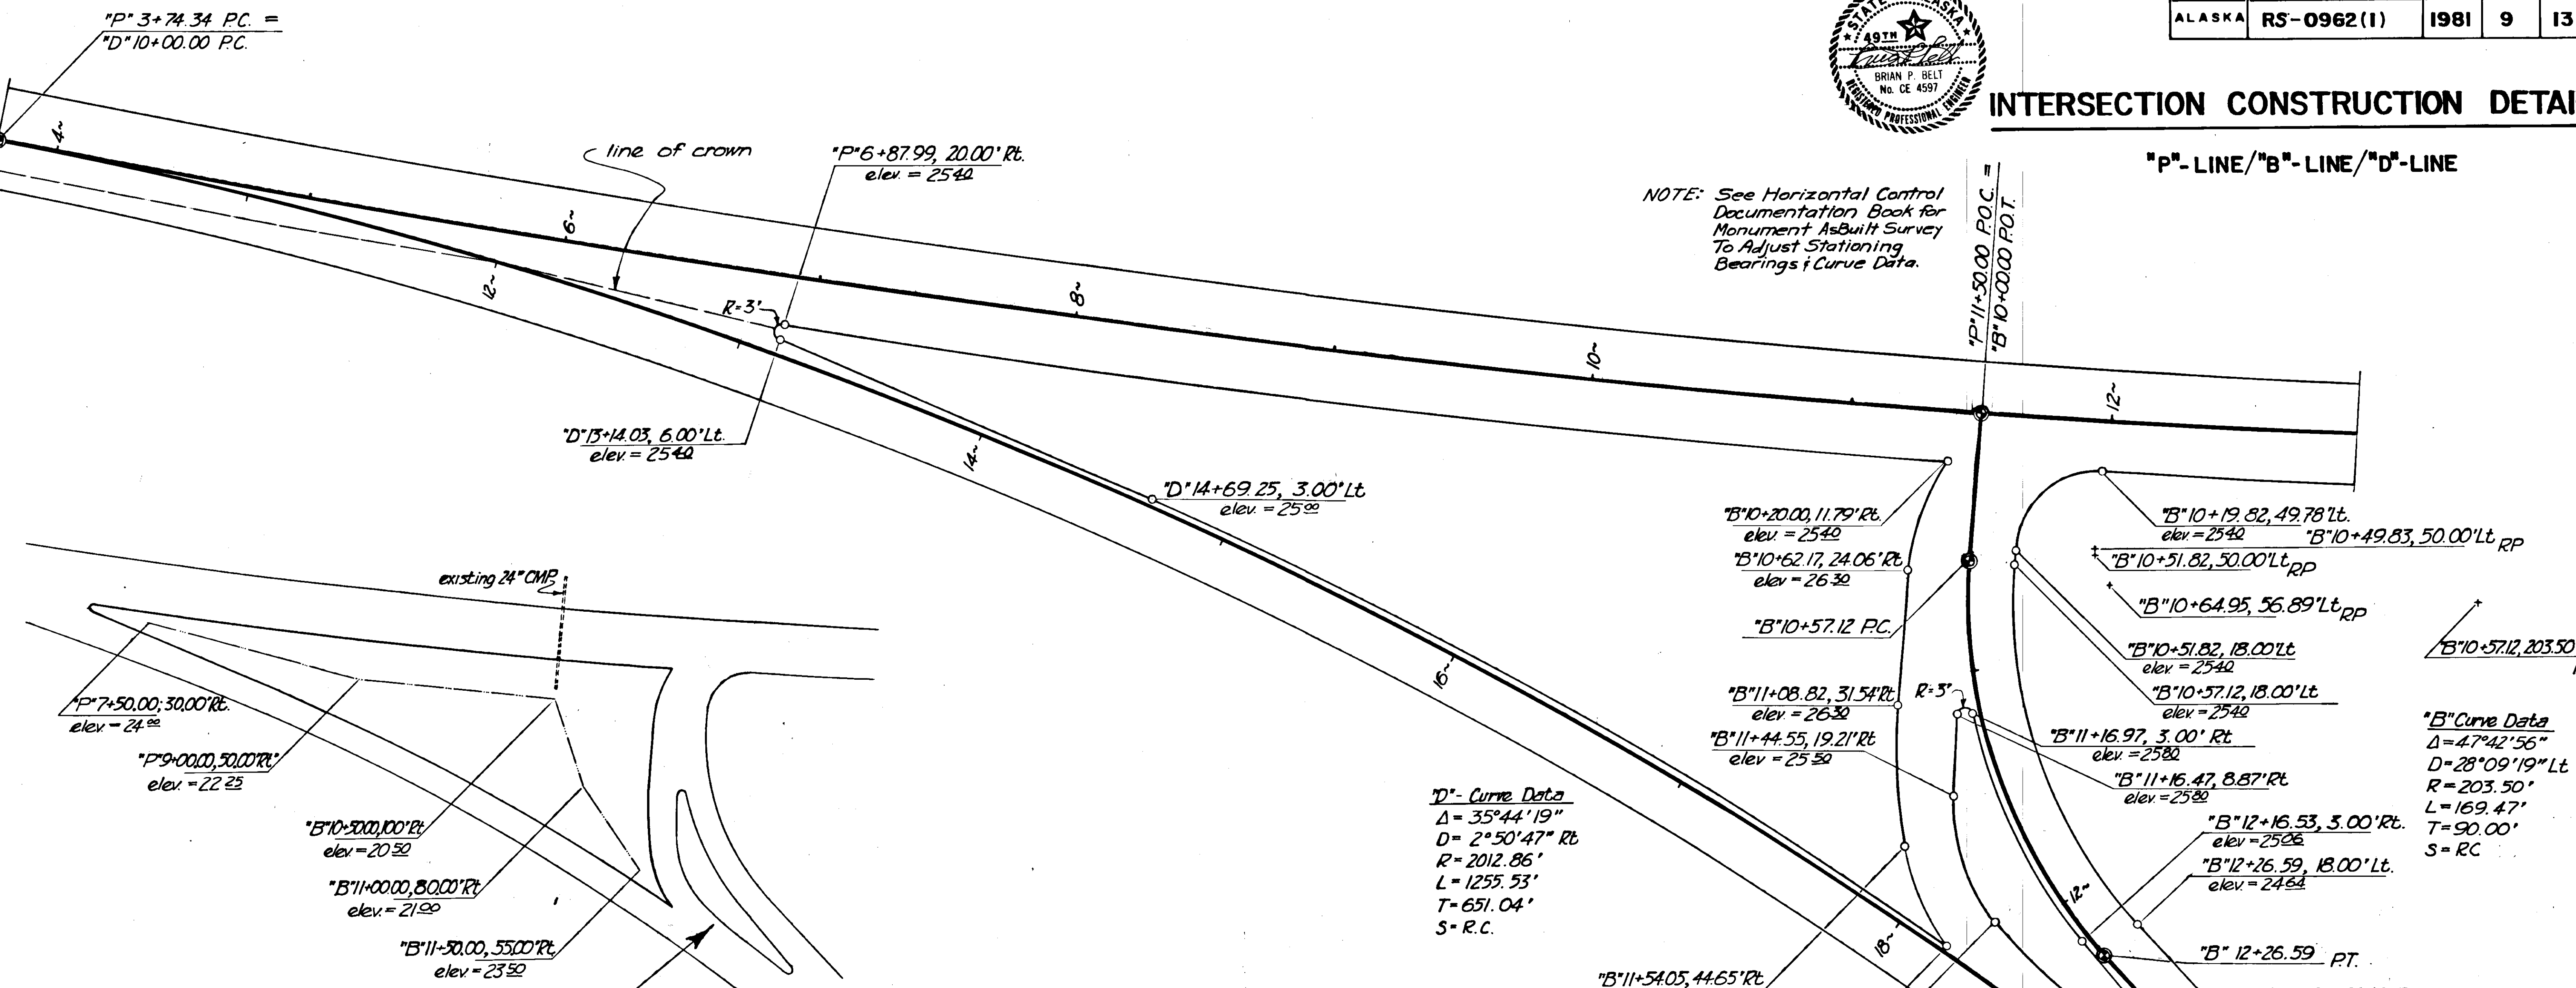 "P" 3+74.34 P.C. =
"D" 10+00.00 P.C.
STATE OF ALASKA
49TH
BRIAN P. BELT
No. CE 4597
REGISTERED PROFESSIONAL ENGINEER
ALASKA RS-0962(1) 1981 9 13
INTERSECTION CONSTRUCTION DETAI
"P"-LINE/"B"-LINE/"D"-LINE
NOTE: See Horizontal Control
Documentation Book for
Monument AsBuilt Survey
To Adjust Stationing
Bearings & Curve Data.
"P" 11+50.00 P.O.C. =
"B" 10+00.00 P.O.T.
line of crown
"P" 6+87.99, 20.00' Rt.
elev. = 25.40
4
6
8
10
12
12
14
16
18
12
R=3'
"D" 13+14.03, 6.00' Lt.
elev. = 25.40
"D" 14+69.25, 3.00' Lt
elev. = 25.00
"B" 10+20.00, 11.79' Rt.
elev. = 25.40
"B" 10+62.17, 24.06' Rt
elev = 26.30
"B" 10+57.12 P.C.
"B" 11+08.82, 31.54' Rt
elev. = 26.30
"B" 11+44.55, 19.21' Rt
elev = 25.50
R=3'
"B" 10+19.82, 49.78' Lt.
elev. = 25.40
"B" 10+49.83, 50.00' Lt RP
"B" 10+51.82, 50.00' Lt RP
"B" 10+64.95, 56.89' Lt RP
"B" 10+57.12, 203.50
"B" 10+51.82, 18.00' Lt
elev = 25.40
"B" 10+57.12, 18.00' Lt
elev. = 25.40
"B" 11+16.97, 3.00' Rt
elev. = 25.80
"B" 11+16.47, 8.87' Rt
elev. = 25.80
"B" 12+16.53, 3.00' Rt.
elev = 25.06
"B" 12+26.59, 18.00' Lt.
elev. = 24.64
"B" 12+26.59 P.T.
"B" Curve Data
Δ=47°42'56"
D=28°09'19" Lt
R=203.50'
L=169.47'
T=90.00'
S=RC
"D"- Curve Data
Δ= 35°44'19"
D= 2°50'47" Rt
R= 2012.86'
L= 1255.53'
T= 651.04'
S= R.C.
"B" 11+54.05, 44.65' Rt
existing 24" CMP
"P" 7+50.00; 30.00' Rt.
elev = 24.00
"P" 9+00.00, 50.00' Rt
elev. = 22.25
"B" 10+50.00, 100' Rt
elev. = 20.50
"B" 11+00.00, 80.00' Rt
elev. = 21.00
"B" 11+50.00, 55.00' Rt
elev. = 23.50